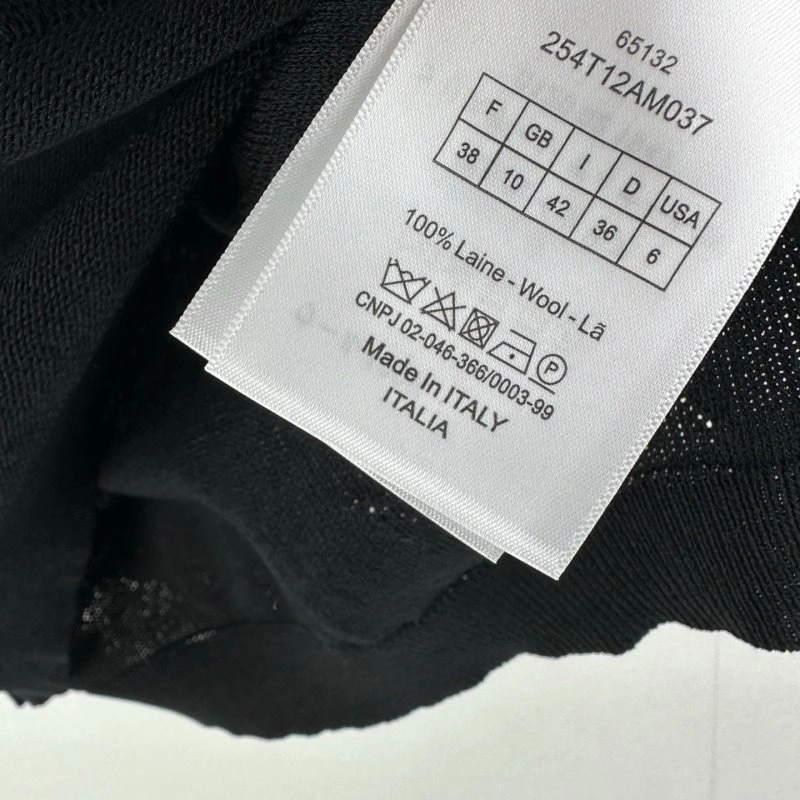 65132
254T12AM037
F GB I D USA
38 10 42 36 6
100% Laine - Wool - Lã
P
CNPJ 02-046-366/0003-99
Made In ITALY
ITALIA